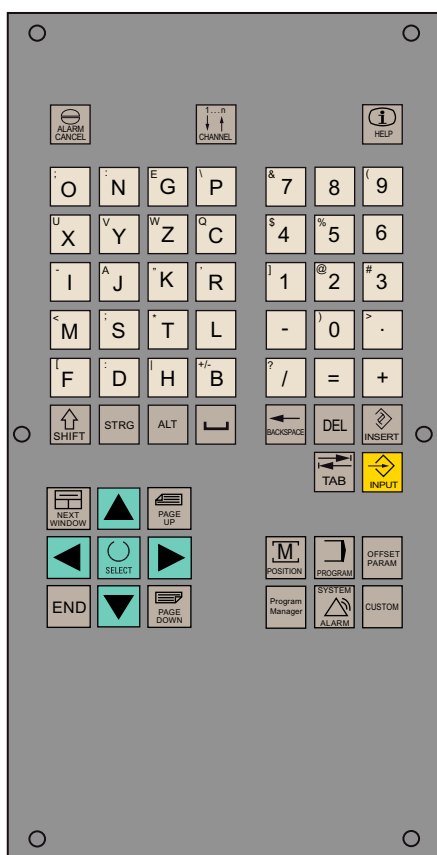 ALARM
CANCEL
1...n
CHANNEL
i
HELP
; O : N E G \ P & 7 8 ( 9
U X V Y W Z Q C $ 4 % 5 6
- I A J " K ' R ] 1 @ 2 # 3
< M ; S * T L - ) 0 > .
[ F : D | H +/- B ? / = +
SHIFT STRG ALT BACKSPACE DEL INSERT
TAB INPUT
NEXT
WINDOW
PAGE
UP
SELECT
END
PAGE
DOWN
M
POSITION
PROGRAM
OFFSET
PARAM
Program
Manager
SYSTEM
ALARM
CUSTOM